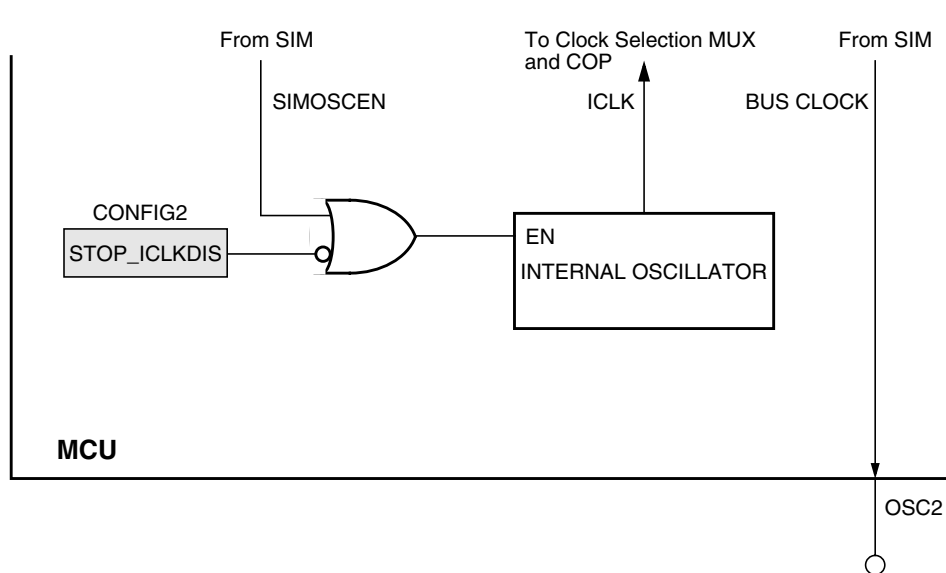 From SIM
To Clock Selection MUX
and COP
From SIM
SIMOSCEN
ICLK
BUS CLOCK
CONFIG2
STOP_ICLKDIS
EN
INTERNAL OSCILLATOR
MCU
OSC2